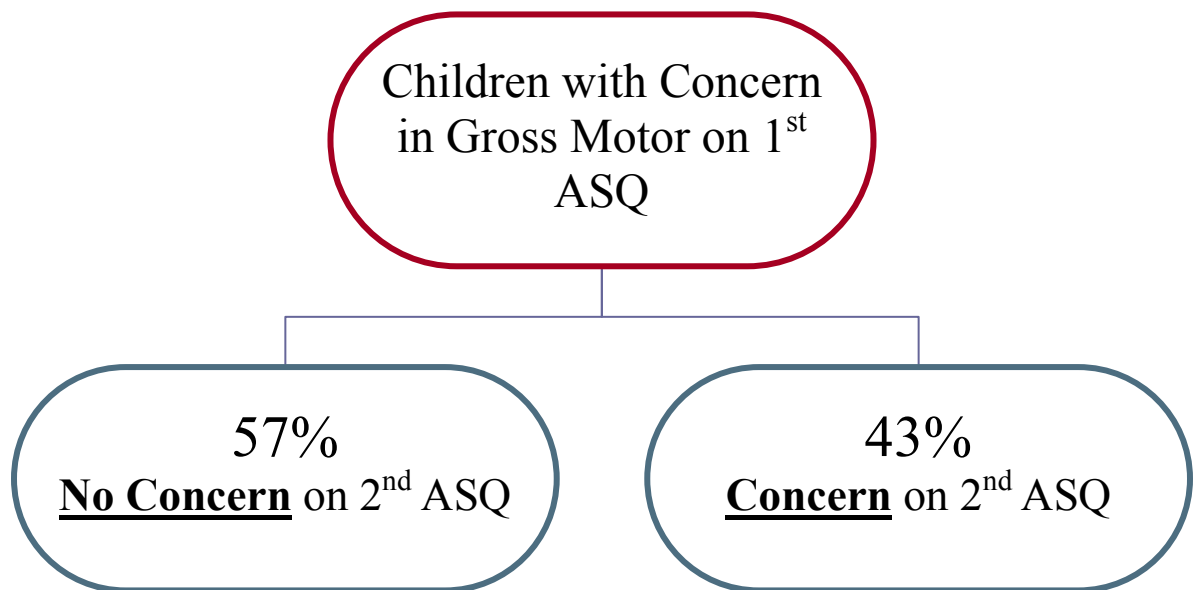 Children with Concern
in Gross Motor on 1st
ASQ
57%
No Concern on 2nd ASQ
43%
Concern on 2nd ASQ